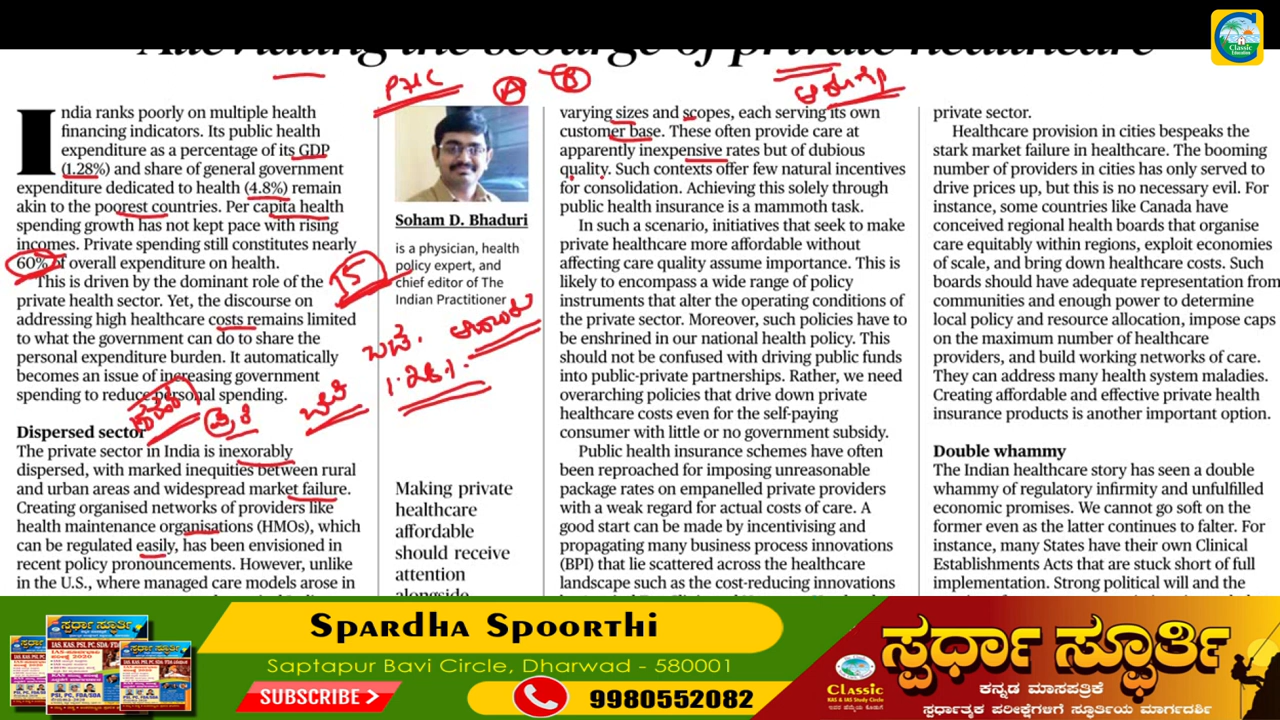 Alleviating the scourge of private healthcare
Classic
Education
India ranks poorly on multiple health
financing indicators. Its public health
expenditure as a percentage of its GDP
(1.28%) and share of general government
expenditure dedicated to health (4.8%) remain
akin to the poorest countries. Per capita health
spending growth has not kept pace with rising
incomes. Private spending still constitutes nearly
60% of overall expenditure on health.
This is driven by the dominant role of the
private health sector. Yet, the discourse on
addressing high healthcare costs remains limited
to what the government can do to share the
personal expenditure burden. It automatically
becomes an issue of increasing government
spending to reduce personal spending.
Dispersed sector
The private sector in India is inexorably
dispersed, with marked inequities between rural
and urban areas and widespread market failure.
Creating organised networks of providers like
health maintenance organisations (HMOs), which
can be regulated easily, has been envisioned in
recent policy pronouncements. However, unlike
in the U.S., where managed care models arose in
PHC
A
B
15
1.28%
Soham D. Bhaduri
is a physician, health
policy expert, and
chief editor of The
Indian Practitioner
Making private
healthcare
affordable
should receive
attention
alongside
varying sizes and scopes, each serving its own
customer base. These often provide care at
apparently inexpensive rates but of dubious
quality. Such contexts offer few natural incentives
for consolidation. Achieving this solely through
public health insurance is a mammoth task.
In such a scenario, initiatives that seek to make
private healthcare more affordable without
affecting care quality assume importance. This is
likely to encompass a wide range of policy
instruments that alter the operating conditions of
the private sector. Moreover, such policies have to
be enshrined in our national health policy. This
should not be confused with driving public funds
into public-private partnerships. Rather, we need
overarching policies that drive down private
healthcare costs even for the self-paying
consumer with little or no government subsidy.
Public health insurance schemes have often
been reproached for imposing unreasonable
package rates on empanelled private providers
with a weak regard for actual costs of care. A
good start can be made by incentivising and
propagating many business process innovations
(BPI) that lie scattered across the healthcare
landscape such as the cost-reducing innovations
private sector.
Healthcare provision in cities bespeaks the
stark market failure in healthcare. The booming
number of providers in cities has only served to
drive prices up, but this is no necessary evil. For
instance, some countries like Canada have
conceived regional health boards that organise
care equitably within regions, exploit economies
of scale, and bring down healthcare costs. Such
boards should have adequate representation from
communities and enough power to determine
local policy and resource allocation, impose caps
on the maximum number of healthcare
providers, and build working networks of care.
They can address many health system maladies.
Creating affordable and effective private health
insurance products is another important option.
Double whammy
The Indian healthcare story has seen a double
whammy of regulatory infirmity and unfulfilled
economic promises. We cannot go soft on the
former even as the latter continues to falter. For
instance, many States have their own Clinical
Establishments Acts that are stuck short of full
implementation. Strong political will and the
ಸ್ಪರ್ಧಾ ಸ್ಫೂರ್ತಿ
Spardha Spoorthi
Saptapur Bavi Circle Dharwad - 580001
SUBSCRIBE >
9980552082
Classic
IAS & KAS Study Circle
ಸ್ಪರ್ಧಾ ಸ್ಫೂರ್ತಿ
ಕನ್ನಡ ಮಾಸಪತ್ರಿಕೆ
ಸ್ಪರ್ಧಾತ್ಮಕ ಪರೀಕ್ಷೆಗಳಿಗೆ ಸ್ಫೂರ್ತಿಯ ಮಾರ್ಗದರ್ಶಿ